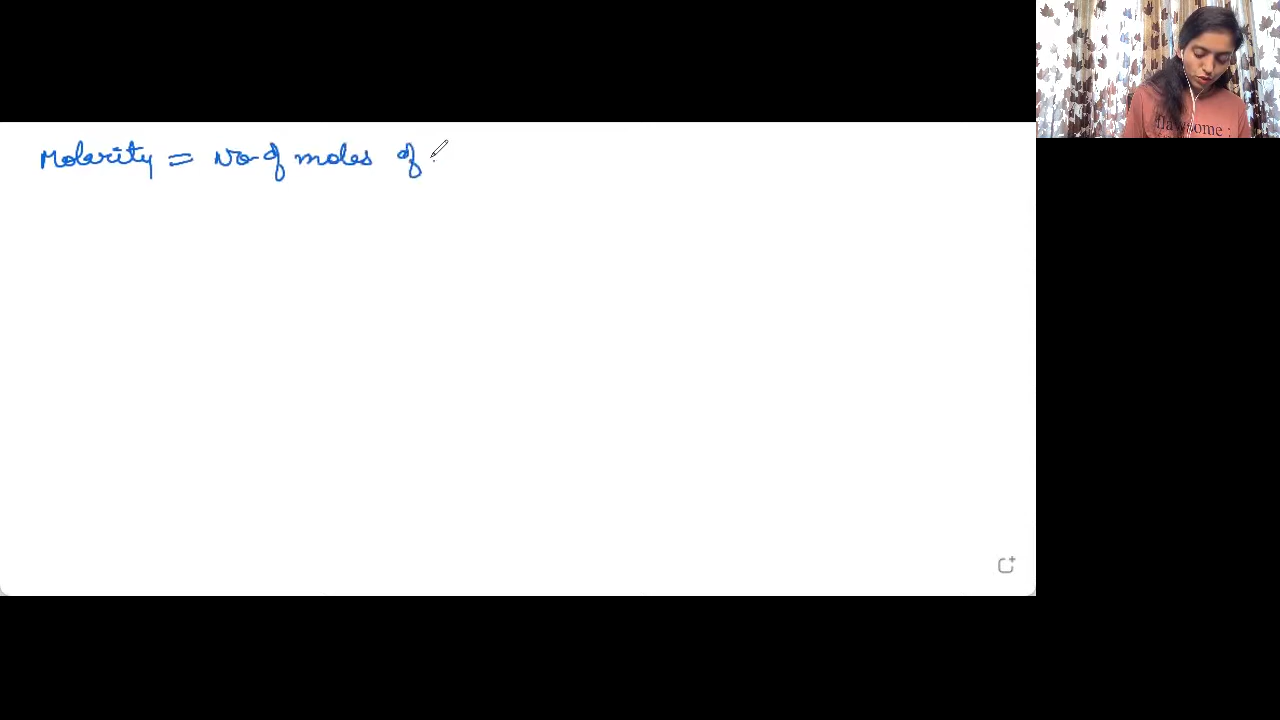 Molarity = No of moles of